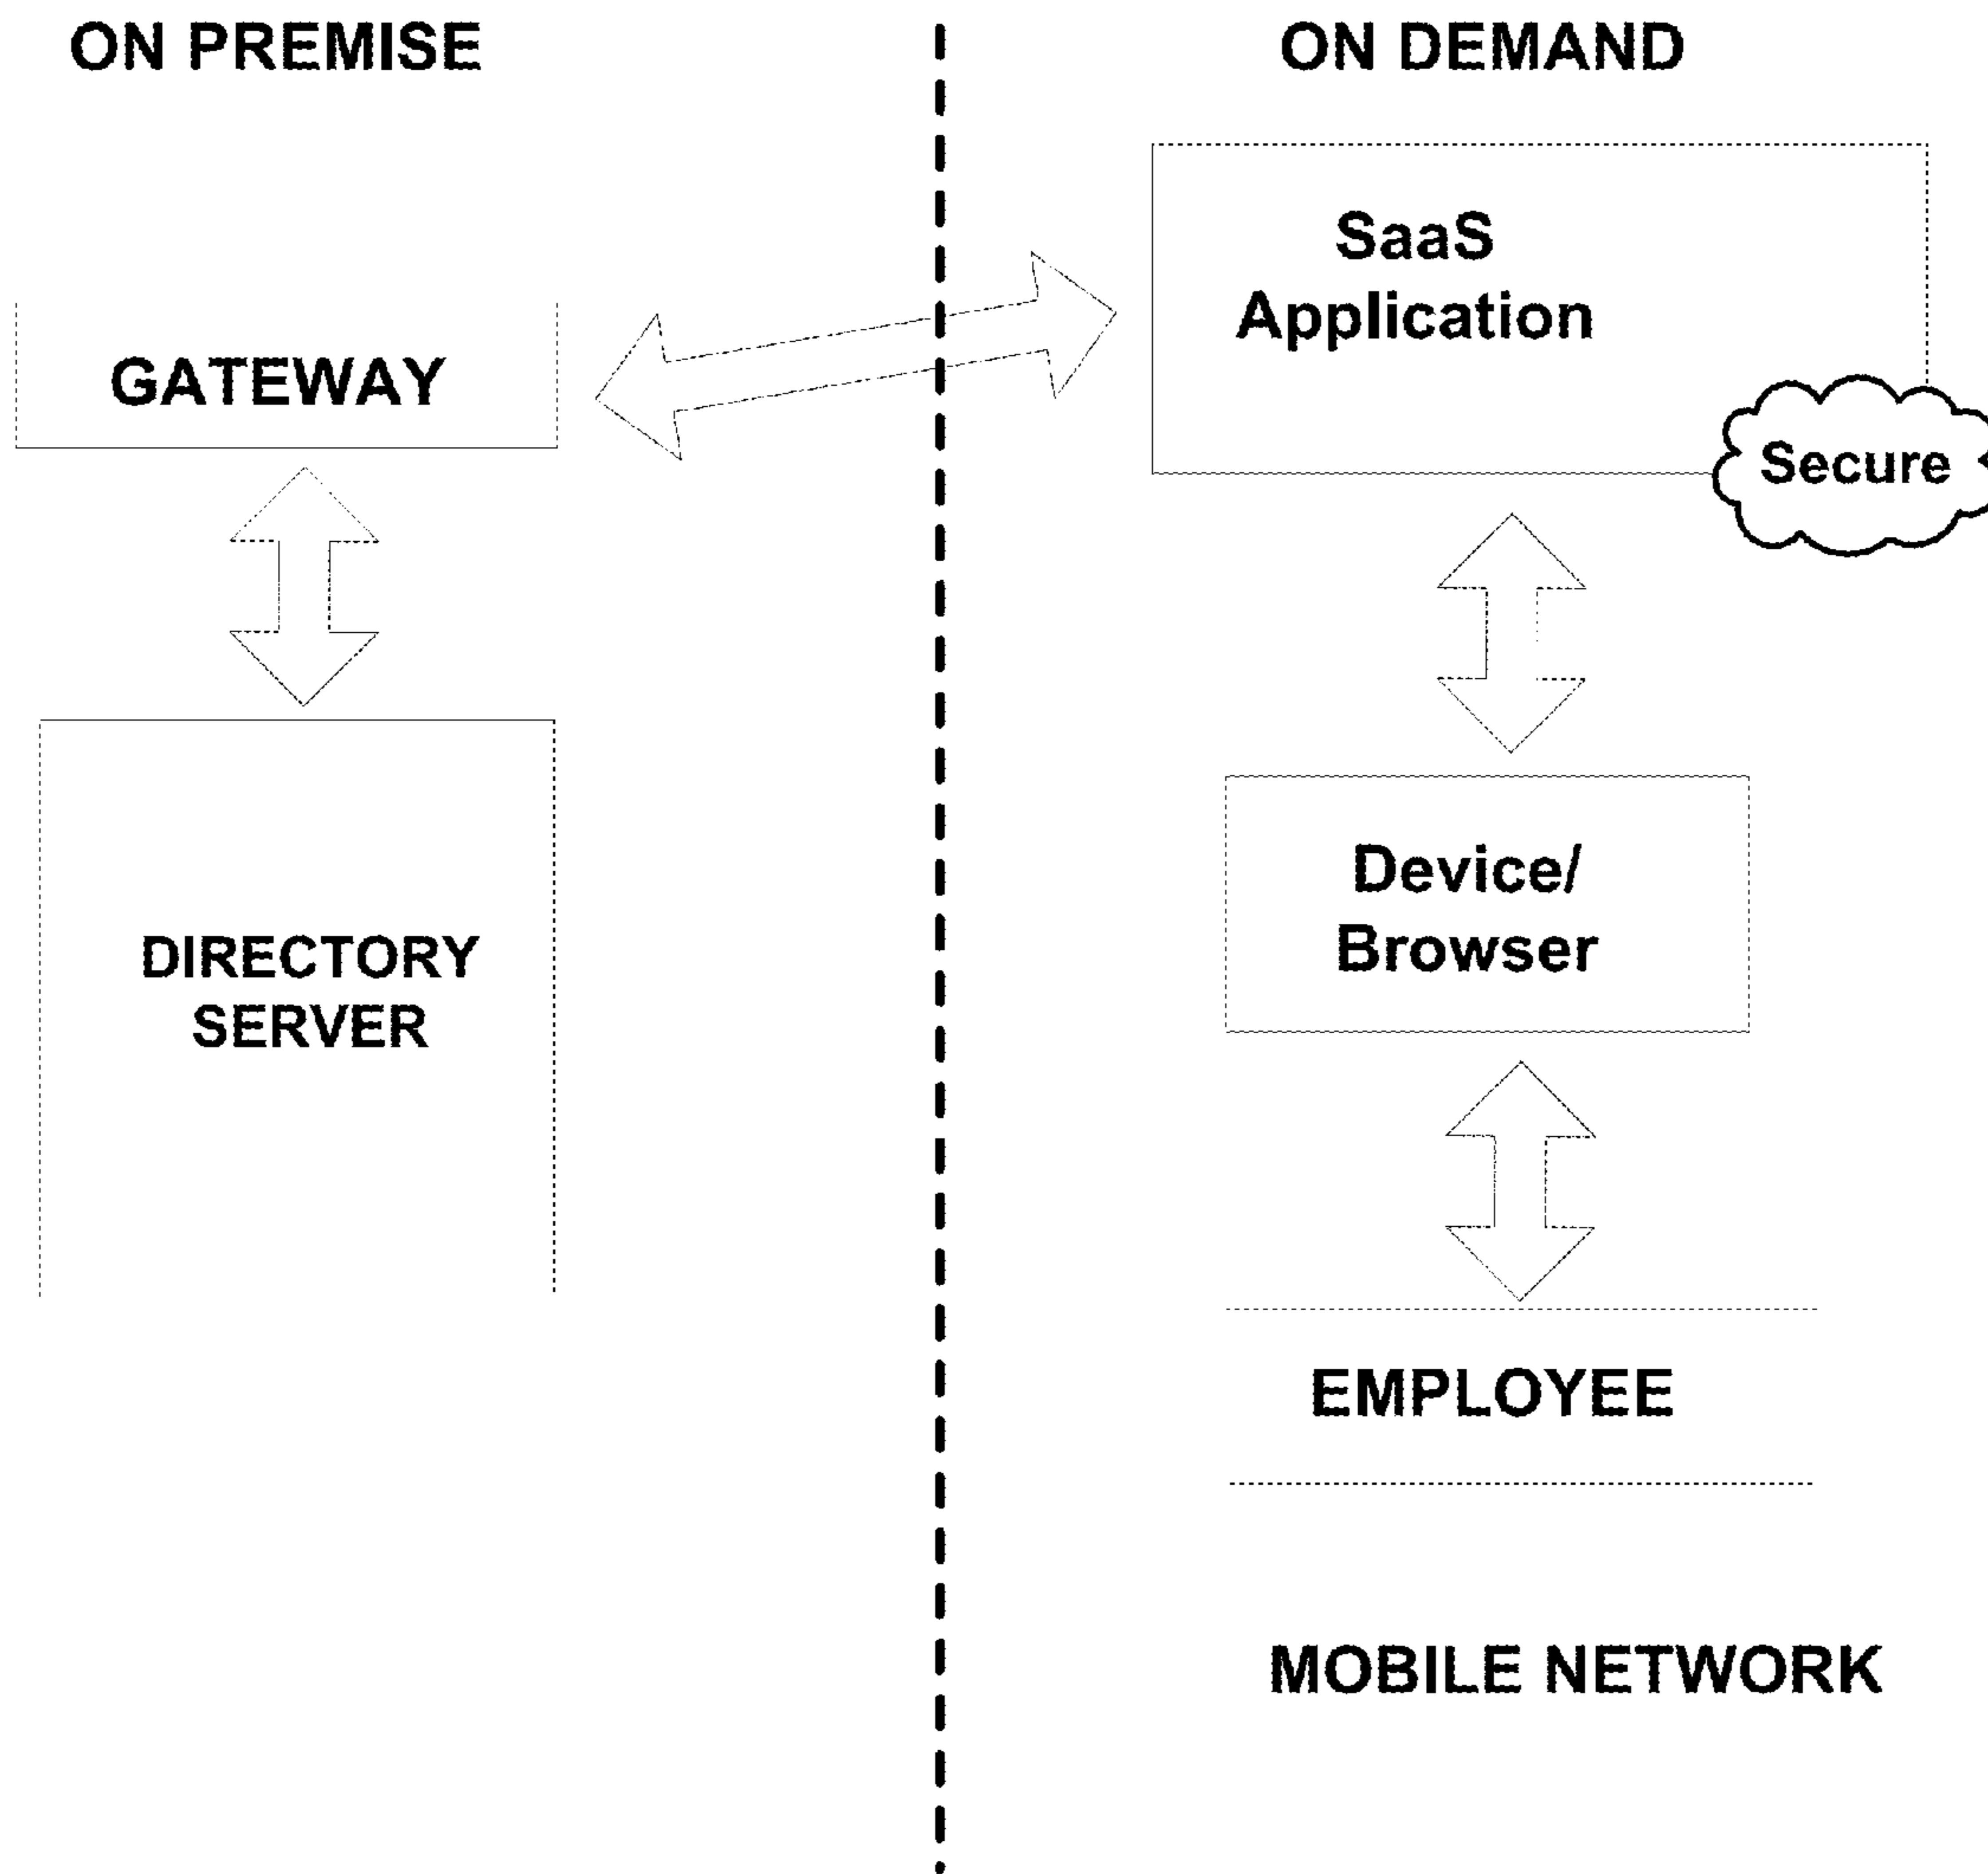 ON PREMISE
GATEWAY
DIRECTORY
SERVER
ON DEMAND
SaaS
Application
Secure
Device/
Browser
EMPLOYEE
MOBILE NETWORK